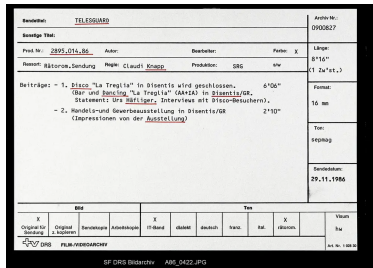 Sendetitel: TELESGUARD
Archiv Nr.:
0900827
Sonstige Titel:
Prod. Nr.: 2895.014.86 Autor: Bearbeiter: Farbe: X
Länge:
8'16"
(1 Zw'st.)
Ressort: Rätorom.Sendung Regie: Claudi Knapp Produktion: SRG s/w
Beiträge: - 1. Disco "La Treglia" in Disentis wird geschlossen. 6'06"
(Bar und Dancing "La Treglia" (AA+IA) in Disentis/GR.
Statement: Urs Häfliger. Interviews mit Disco-Besuchern).
- 2. Handels-und Gewerbeausstellung in Disentis/GR 2'10"
(Impressionen von der Ausstellung)
Format:
16 mm
Ton:
sepmag
Sendedatum:
29.11.1986
Bild Ton
X X X Visum
Original für Sendung Original z. kopieren Sendekopie Arbeitskopie IT-Band dialekt deutsch franz. ital. rätorom. hw
DRS FILM-/VIDEOARCHIV
SF DRS Bildarchiv A86_0422.JPG